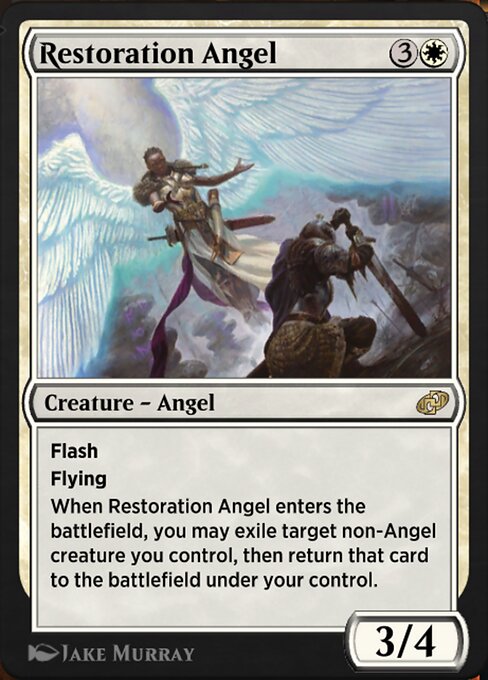 Restoration Angel 3
Creature – Angel
Flash
Flying
When Restoration Angel enters the
battlefield, you may exile target non-Angel
creature you control, then return that card
to the battlefield under your control.
3/4
Jake Murray